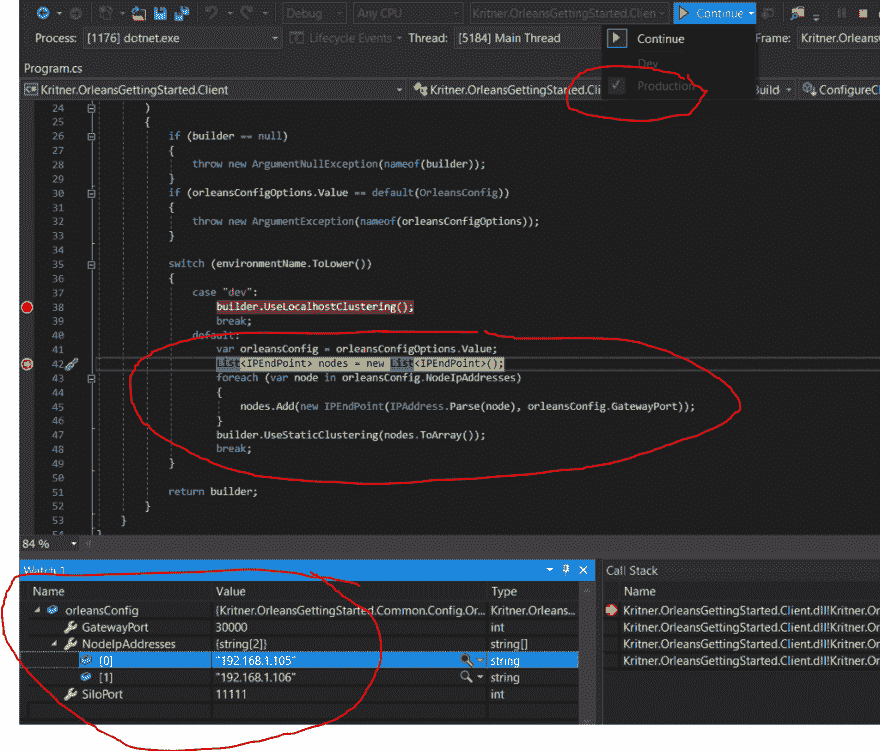 Debug
Any CPU
Kritner.OrleansGettingStarted.Clien
Continue
Process: [1176] dotnet.exe
Lifecycle Events
Thread: [5184] Main Thread
Continue
Frame: Kritner.Orleans
Dev
Production
Program.cs
Kritner.OrleansGettingStarted.Client
Kritner.OrleansGettingStarted.Cli
Build
ConfigureCl
24 )
25 {
26 if (builder == null)
27 {
28 throw new ArgumentNullException(nameof(builder));
29 }
30 if (orleansConfigOptions.Value == default(OrleansConfig))
31 {
32 throw new ArgumentException(nameof(orleansConfigOptions));
33 }
34
35 switch (environmentName.ToLower())
36 {
37 case "dev":
38 builder.UseLocalhostClustering();
39 break;
40 default:
41 var orleansConfig = orleansConfigOptions.Value;
42 List<IPEndPoint> nodes = new List<IPEndPoint>();
43 foreach (var node in orleansConfig.NodeIpAddresses)
44 {
45 nodes.Add(new IPEndPoint(IPAddress.Parse(node), orleansConfig.GatewayPort));
46 }
47 builder.UseStaticClustering(nodes.ToArray());
48 break;
49 }
50
51 return builder;
52 }
53 }
54 }
84 %
Watch 1
Name Value Type
orleansConfig {Kritner.OrleansGettingStarted.Common.Config.Or... Kritner.Orleans...
GatewayPort 30000 int
NodeIpAddresses {string[2]} string[]
[0] "192.168.1.105" string
[1] "192.168.1.106" string
SiloPort 11111 int
Call Stack
Name
Kritner.OrleansGettingStarted.Client.dll!Kritner.Or
Kritner.OrleansGettingStarted.Client.dll!Kritner.Or
Kritner.OrleansGettingStarted.Client.dll!Kritner.Or
Kritner.OrleansGettingStarted.Client.dll!Kritner.Or